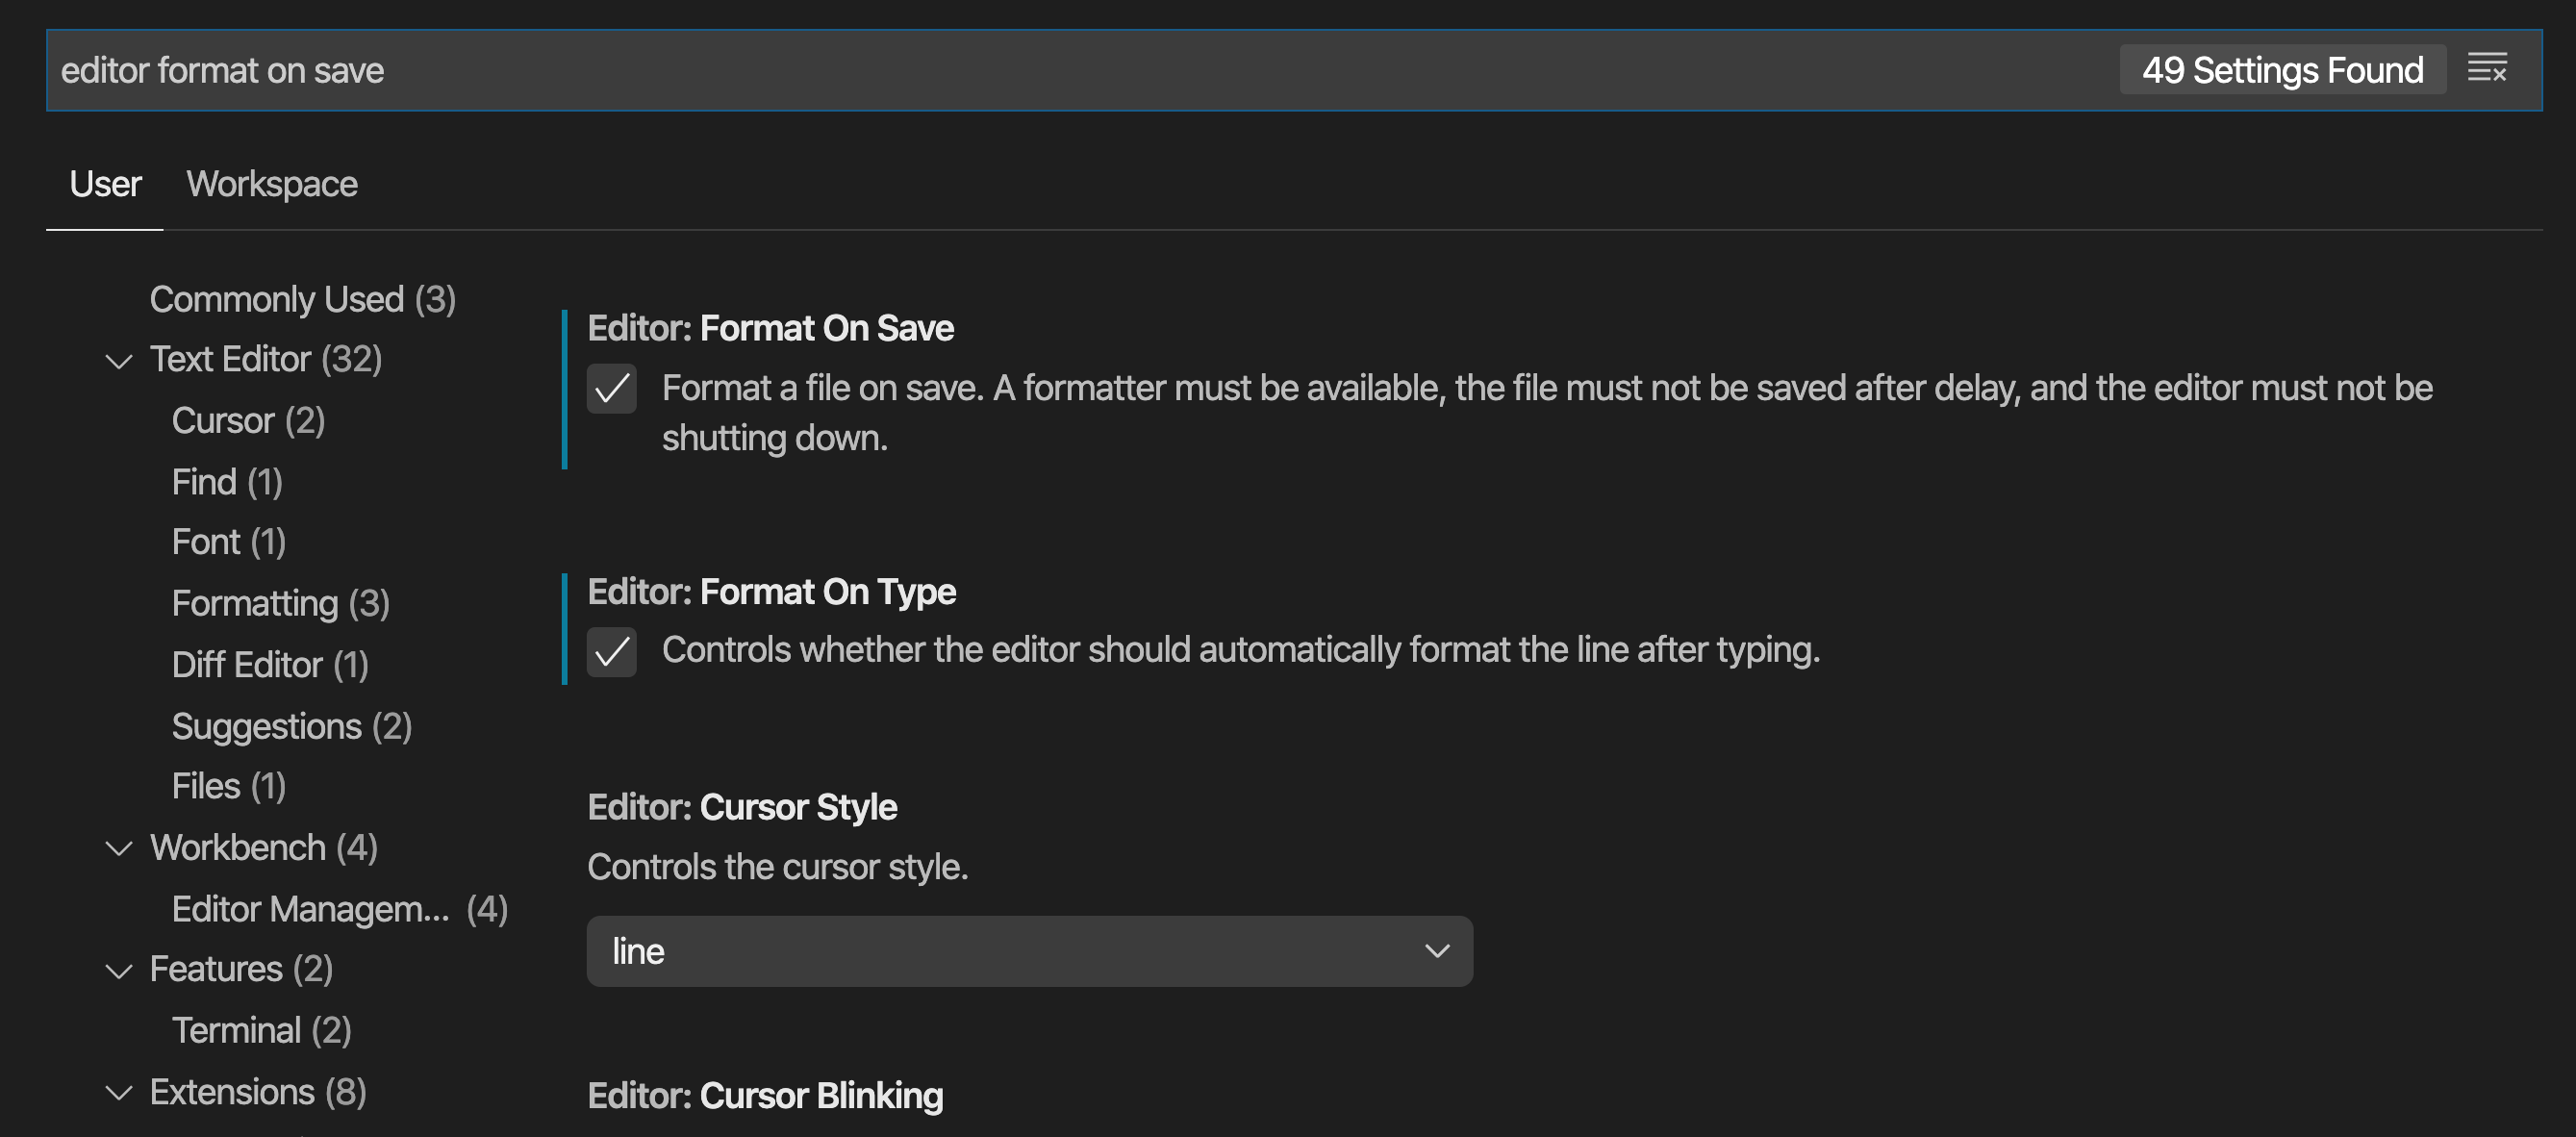 editor format on save
49 Settings Found
User Workspace
Commonly Used (3)
Text Editor (32)
Cursor (2)
Find (1)
Font (1)
Formatting (3)
Diff Editor (1)
Suggestions (2)
Files (1)
Workbench (4)
Editor Managem... (4)
Features (2)
Terminal (2)
Extensions (8)
Editor: Format On Save
Format a file on save. A formatter must be available, the file must not be saved after delay, and the editor must not be
shutting down.
Editor: Format On Type
Controls whether the editor should automatically format the line after typing.
Editor: Cursor Style
Controls the cursor style.
line
Editor: Cursor Blinking